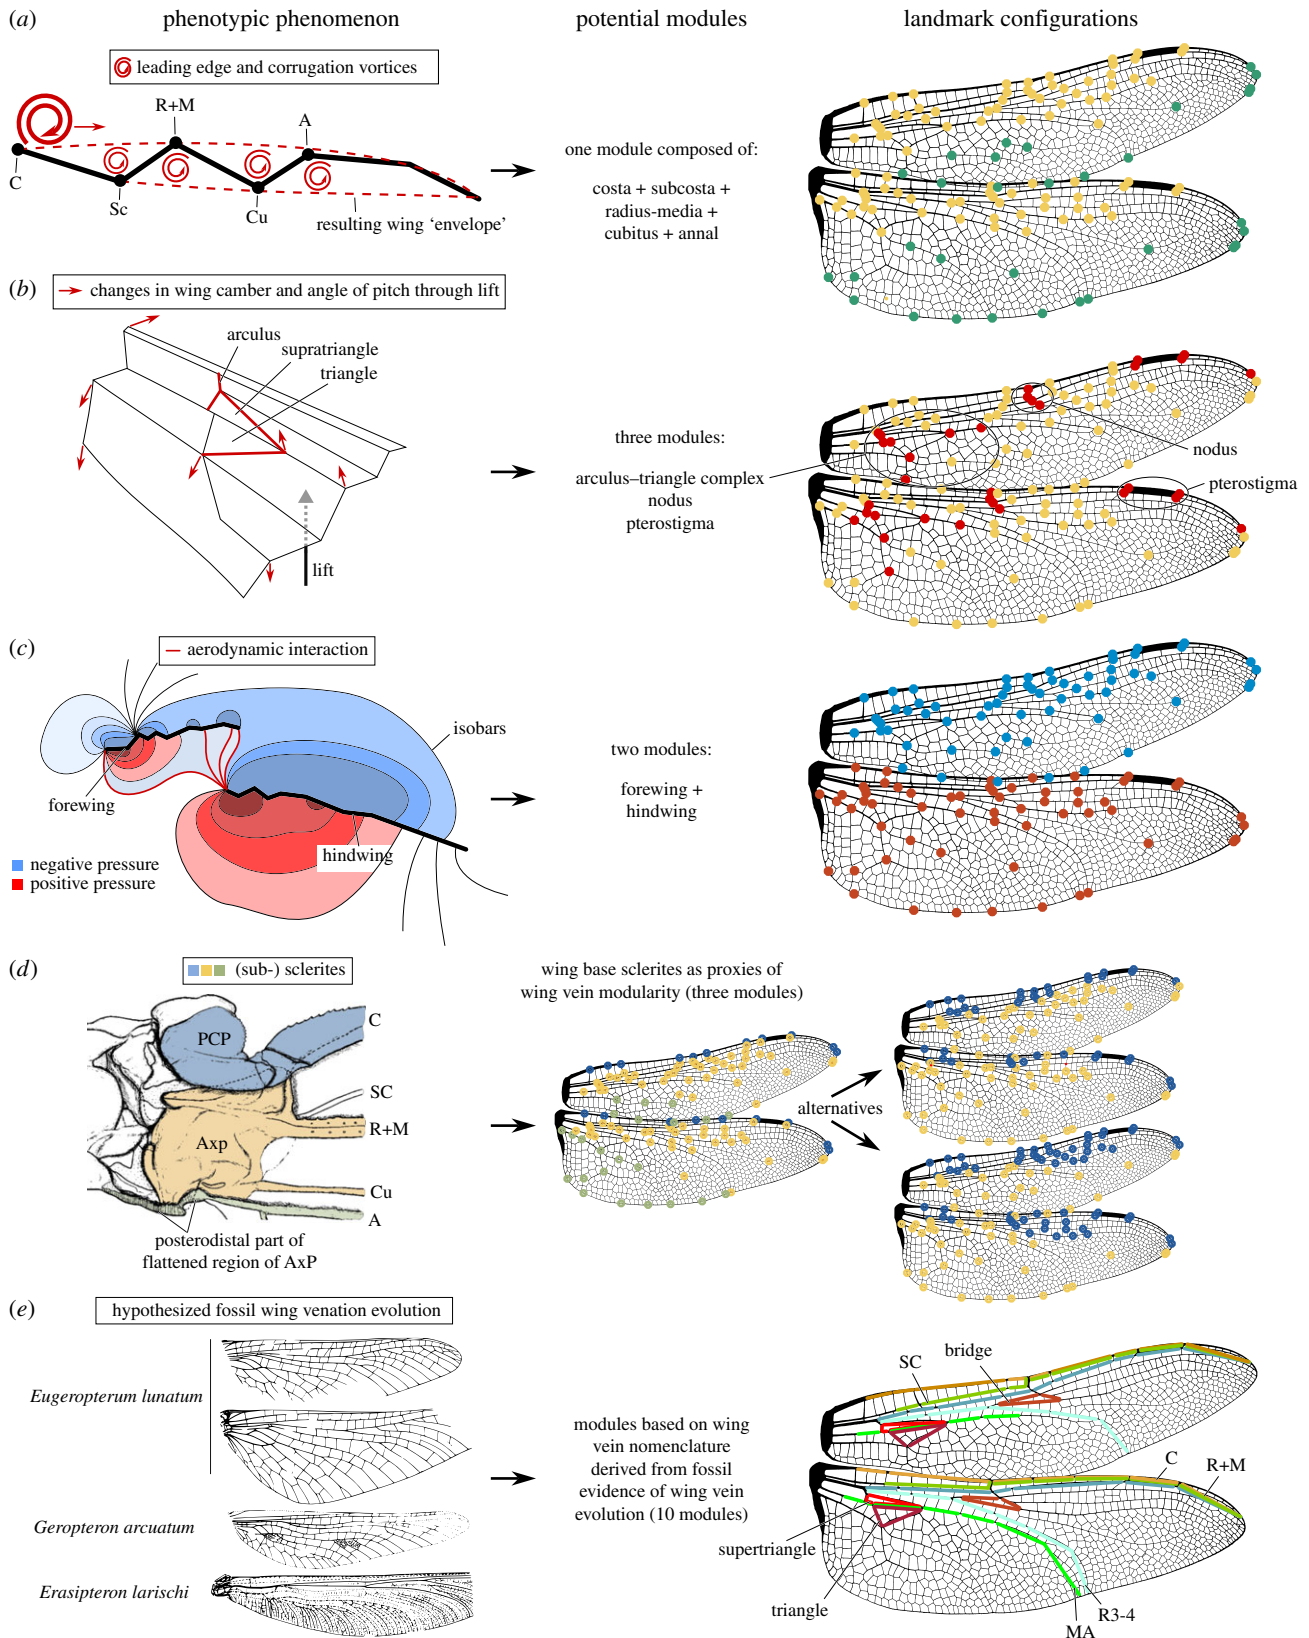 (a) phenotypic phenomenon potential modules landmark configurations
leading edge and corrugation vortices
R+M
A
C
Sc
Cu
resulting wing ‘envelope’
one module composed of:
costa + subcosta +
radius-media +
cubitus + annal
(b)
changes in wing camber and angle of pitch through lift
arculus
supratriangle
triangle
lift
three modules:
arculus–triangle complex
nodus
pterostigma
nodus
pterostigma
(c)
aerodynamic interaction
isobars
forewing
hindwing
negative pressure
positive pressure
two modules:
forewing +
hindwing
(d)
(sub-) sclerites
PCP
C
SC
R+M
Axp
Cu
A
posterodistal part of
flattened region of AxP
wing base sclerites as proxies of
wing vein modularity (three modules)
alternatives
(e)
hypothesized fossil wing venation evolution
Eugeropterum lunatum
Geropteron arcuatum
Erasipteron larischi
modules based on wing
vein nomenclature
derived from fossil
evidence of wing vein
evolution (10 modules)
SC
bridge
C
R+M
supertriangle
triangle
R3-4
MA